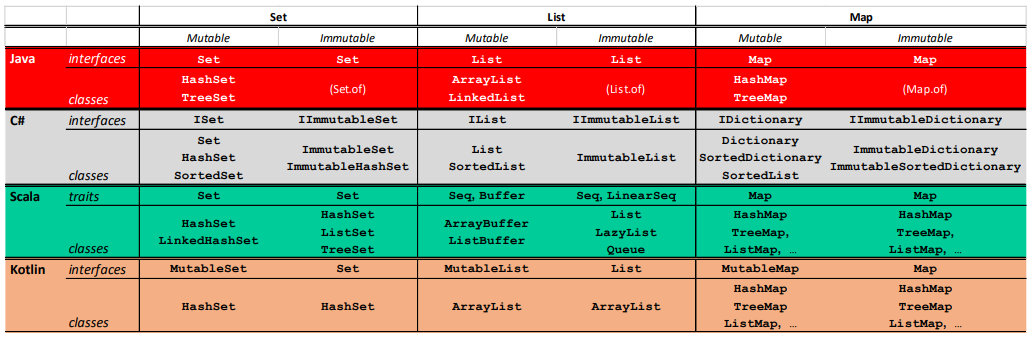 Set List Map
Mutable Immutable Mutable Immutable Mutable Immutable
Java interfaces Set Set List List Map Map
classes HashSet TreeSet (Set.of) ArrayList LinkedList (List.of) HashMap TreeMap (Map.of)
C# interfaces ISet IImmutableSet IList IImmutableList IDictionary IImmutableDictionary
classes Set HashSet SortedSet ImmutableSet ImmutableHashSet List SortedList ImmutableList Dictionary SortedDictionary SortedList ImmutableDictionary ImmutableSortedDictionary
Scala traits Set Set Seq, Buffer Seq, LinearSeq Map Map
classes HashSet LinkedHashSet HashSet ListSet TreeSet ArrayBuffer ListBuffer List LazyList Queue HashMap TreeMap, ListMap, … HashMap TreeMap, ListMap, …
Kotlin interfaces MutableSet Set MutableList List MutableMap Map
classes HashSet HashSet ArrayList ArrayList HashMap TreeMap ListMap, … HashMap TreeMap ListMap, …